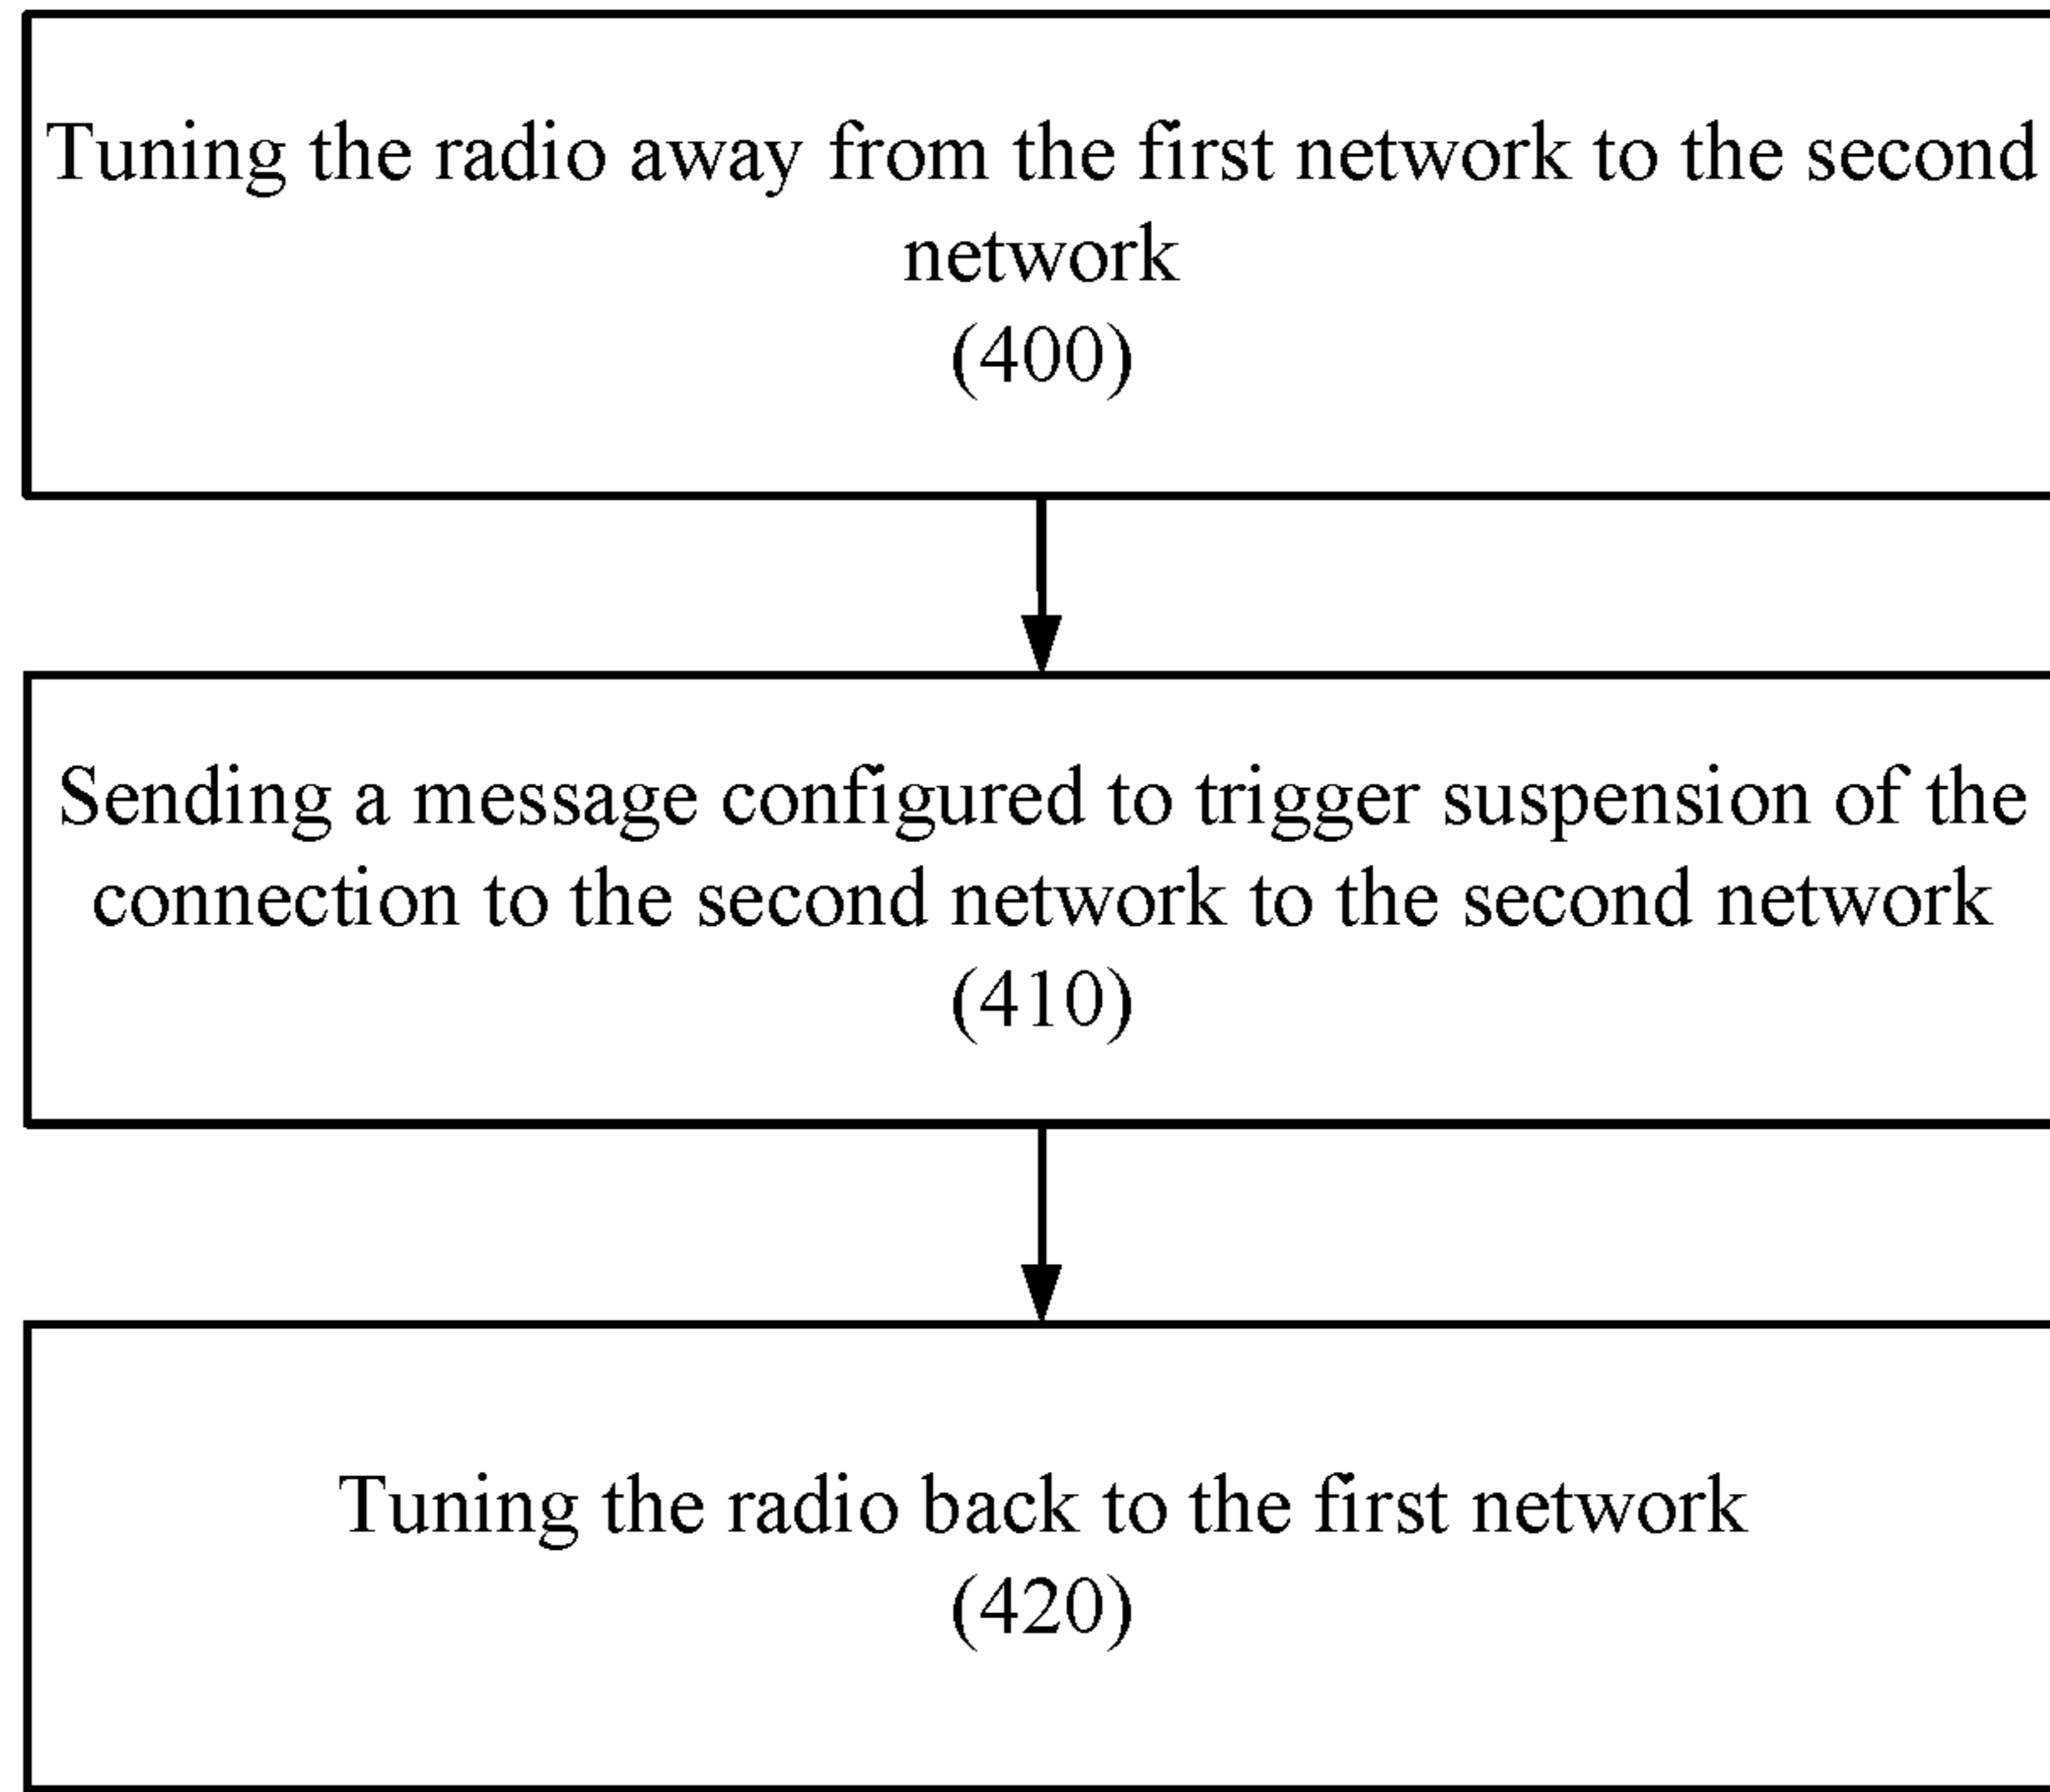 Tuning the radio away from the first network to the second
network
(400)
Sending a message configured to trigger suspension of the
connection to the second network to the second network
(410)
Tuning the radio back to the first network
(420)